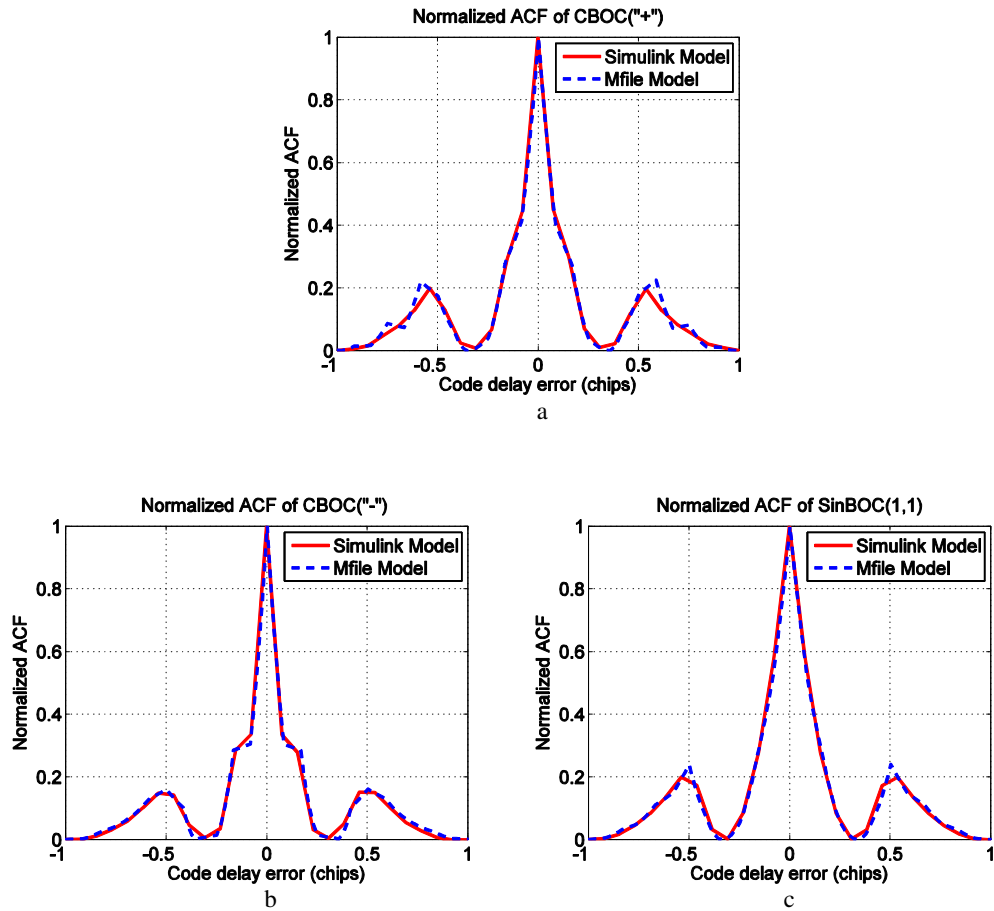 Normalized ACF of CBOC("+")
Normalized ACF
1
0.8
0.6
0.4
0.2
0
Simulink Model
Mfile Model
-1 -0.5 0 0.5 1
Code delay error (chips)
a
Normalized ACF of CBOC("-")
Normalized ACF
1
0.8
0.6
0.4
0.2
0
Simulink Model
Mfile Model
-1 -0.5 0 0.5 1
Code delay error (chips)
b
Normalized ACF of SinBOC(1,1)
Normalized ACF
1
0.8
0.6
0.4
0.2
0
Simulink Model
Mfile Model
-1 -0.5 0 0.5 1
Code delay error (chips)
c